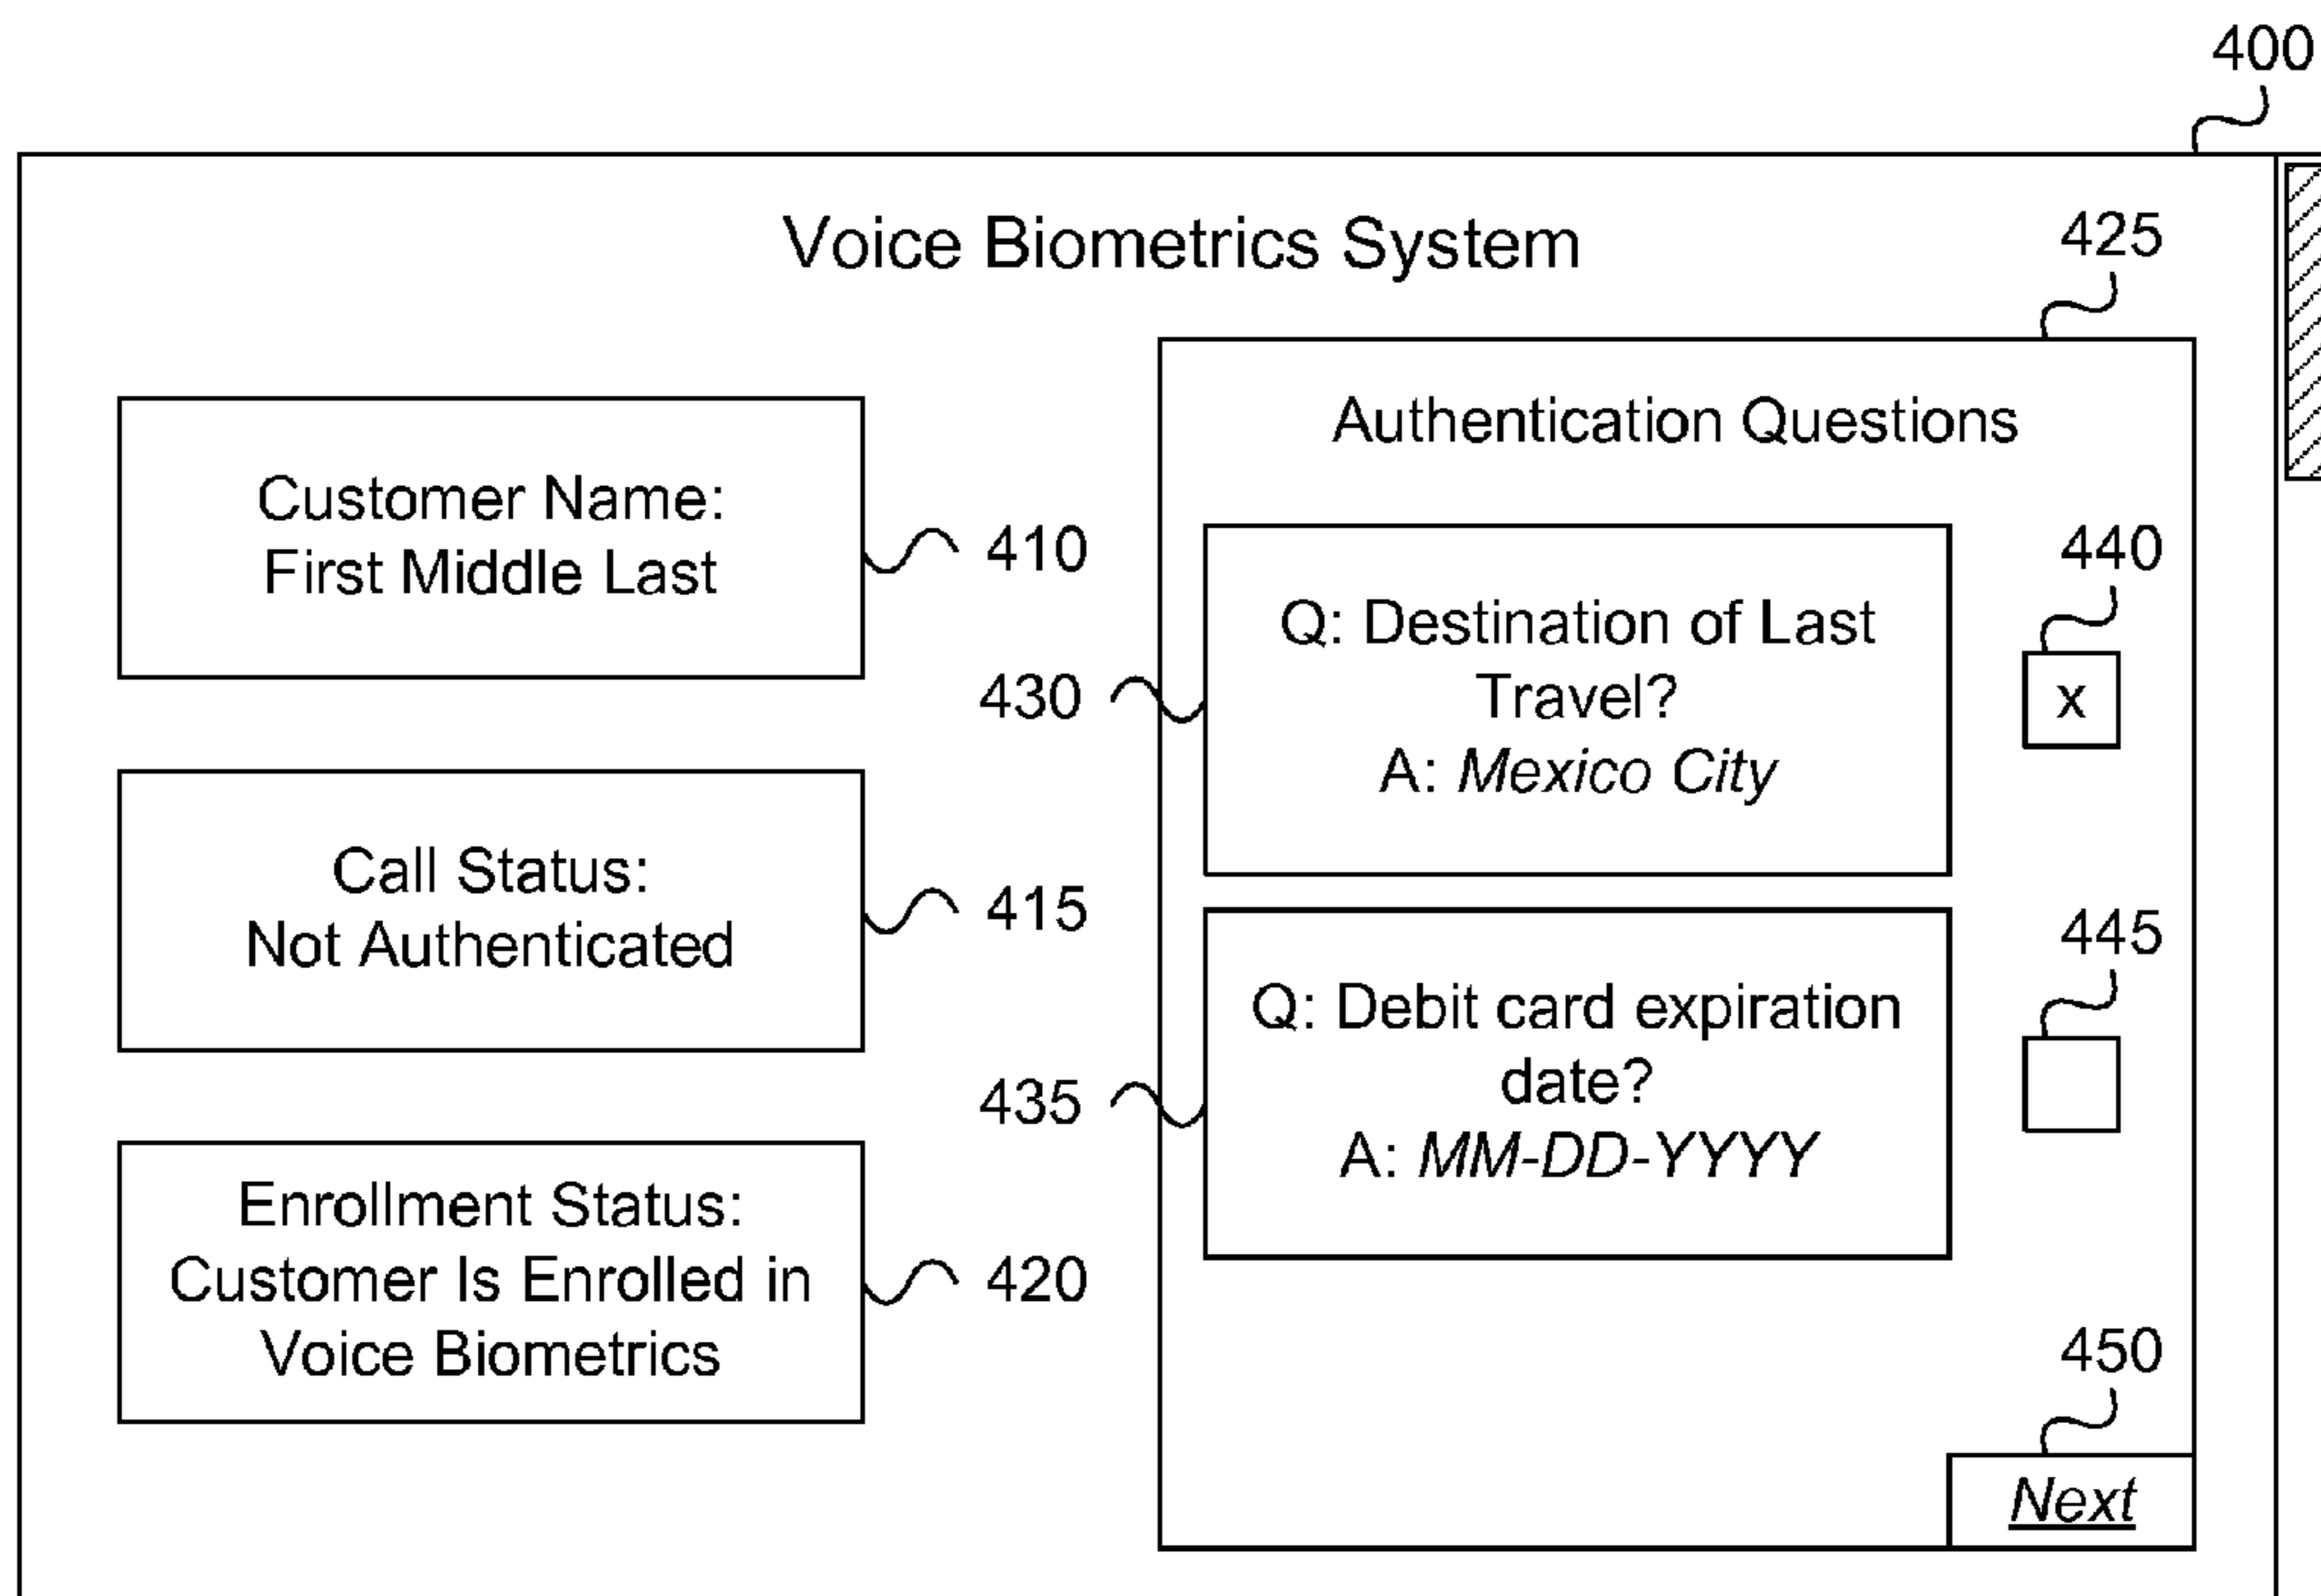 400
Voice Biometrics System
425
Customer Name:
First Middle Last
410
Call Status:
Not Authenticated
415
Enrollment Status:
Customer Is Enrolled in
Voice Biometrics
420
Authentication Questions
430
Q: Destination of Last
Travel?
A: Mexico City
440
x
435
Q: Debit card expiration
date?
A: MM-DD-YYYY
445
450
Next